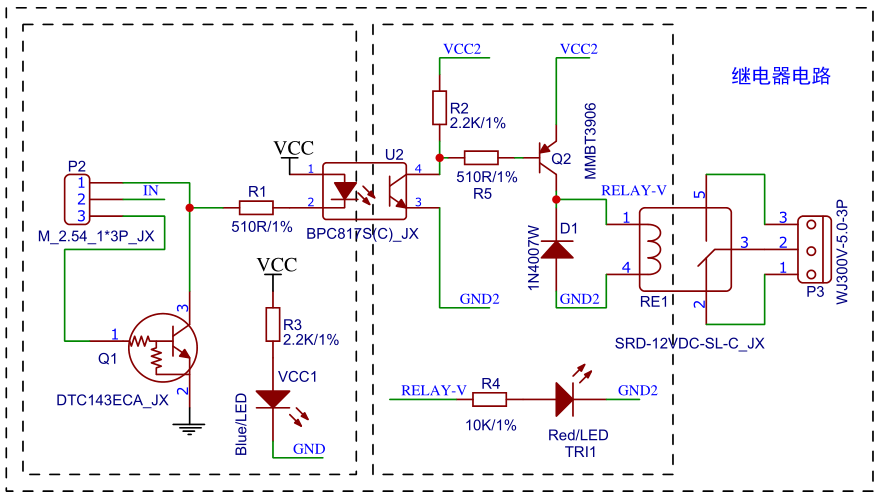 继电器电路
P2
1
2
3
IN
M_2.54_1*3P_JX
R1
510R/1%
VCC
1
2
U2
4
3
BPC817S(C)_JX
VCC2
R2
2.2K/1%
VCC2
510R/1%
R5
Q2
MMBT3906
RELAY-V
D1
1N4007W
GND2
GND2
1
4
5
3
2
RE1
SRD-12VDC-SL-C_JX
3
2
1
P3
WJ300V-5.0-3P
3
1
2
Q1
DTC143ECA_JX
VCC
R3
2.2K/1%
VCC1
Blue/LED
GND
RELAY-V
R4
10K/1%
GND2
Red/LED
TRI1